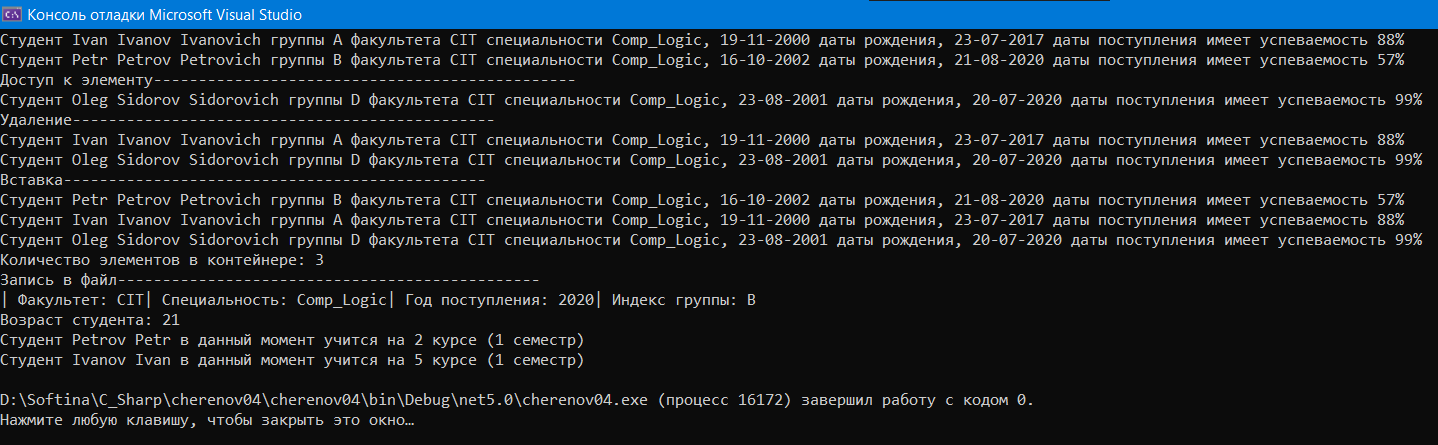 Консоль отладки Microsoft Visual Studio
Студент Ivan Ivanov Ivanovich группы A факультета CIT специальности Comp_Logic, 19-11-2000 даты рождения, 23-07-2017 даты поступления имеет успеваемость 88%
Студент Petr Petrov Petrovich группы B факультета CIT специальности Comp_Logic, 16-10-2002 даты рождения, 21-08-2020 даты поступления имеет успеваемость 57%
Доступ к элементу-----------------------------------------------
Студент Oleg Sidorov Sidorovich группы D факультета CIT специальности Comp_Logic, 23-08-2001 даты рождения, 20-07-2020 даты поступления имеет успеваемость 99%
Удаление-----------------------------------------------
Студент Ivan Ivanov Ivanovich группы A факультета CIT специальности Comp_Logic, 19-11-2000 даты рождения, 23-07-2017 даты поступления имеет успеваемость 88%
Студент Oleg Sidorov Sidorovich группы D факультета CIT специальности Comp_Logic, 23-08-2001 даты рождения, 20-07-2020 даты поступления имеет успеваемость 99%
Вставка-----------------------------------------------
Студент Petr Petrov Petrovich группы B факультета CIT специальности Comp_Logic, 16-10-2002 даты рождения, 21-08-2020 даты поступления имеет успеваемость 57%
Студент Ivan Ivanov Ivanovich группы A факультета CIT специальности Comp_Logic, 19-11-2000 даты рождения, 23-07-2017 даты поступления имеет успеваемость 88%
Студент Oleg Sidorov Sidorovich группы D факультета CIT специальности Comp_Logic, 23-08-2001 даты рождения, 20-07-2020 даты поступления имеет успеваемость 99%
Количество элементов в контейнере: 3
Запись в файл-----------------------------------------------
| Факультет: CIT| Специальность: Comp_Logic| Год поступления: 2020| Индекс группы: B
Возраст студента: 21
Студент Petrov Petr в данный момент учится на 2 курсе (1 семестр)
Студент Ivanov Ivan в данный момент учится на 5 курсе (1 семестр)
D:\Softina\C_Sharp\cherenov04\cherenov04\bin\Debug\net5.0\cherenov04.exe (процесс 16172) завершил работу с кодом 0.
Нажмите любую клавишу, чтобы закрыть это окно…